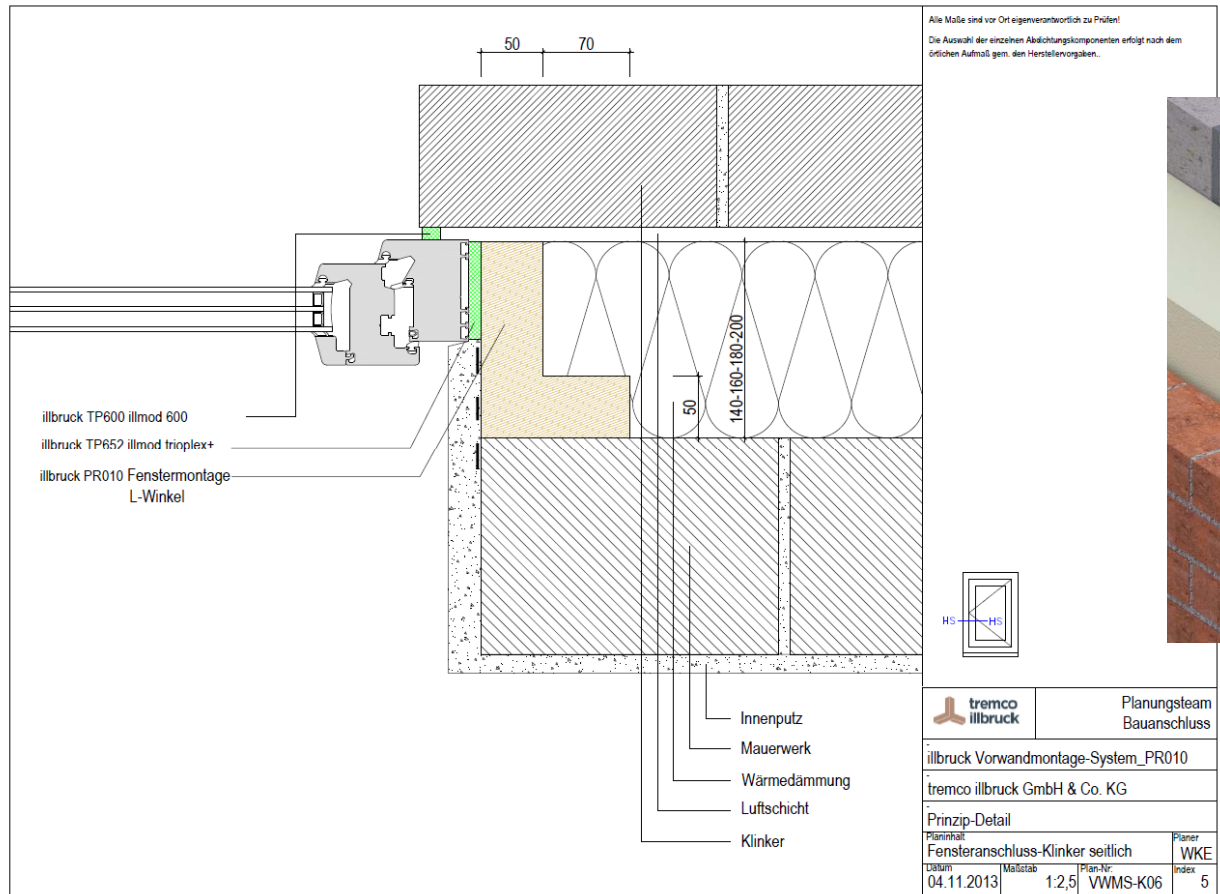 Alle Maße sind vor Ort eigenverantwortlich zu Prüfen!
Die Auswahl der einzelnen Abdichtungskomponenten erfolgt nach dem
örtlichen Aufmaß gem. den Herstellervorgaben..
50
70
50
140-160-180-200
illbruck TP600 illmod 600
illbruck TP652 illmod trioplex+
illbruck PR010 Fenstermontage
L-Winkel
HS
HS
Innenputz
Mauerwerk
Wärmedämmung
Luftschicht
Klinker
tremco
illbruck
Planungsteam
Bauanschluss
illbruck Vorwandmontage-System_PR010
tremco illbruck GmbH & Co. KG
Prinzip-Detail
Planinhalt
Fensteranschluss-Klinker seitlich
Planer
WKE
Datum
04.11.2013
Maßstab
1:2,5
Plan-Nr:
VWMS-K06
Index
5